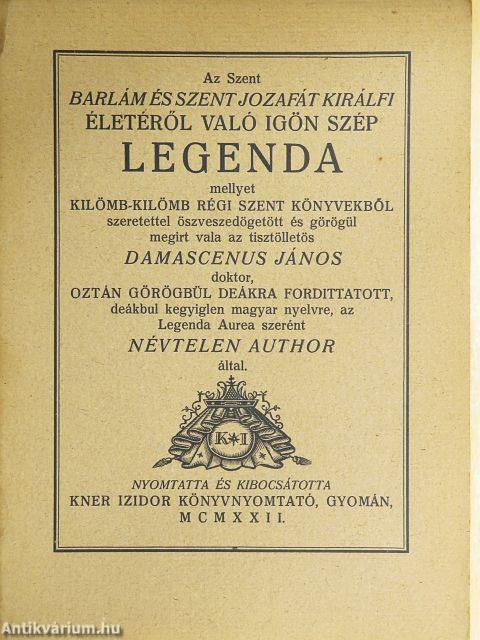 Az Szent
BARLÁM ÉS SZENT JOZAFÁT KIRÁLFI
ÉLETÉRŐL VALÓ IGÖN SZÉP
LEGENDA
mellyet
KILÖMB-KILÖMB RÉGI SZENT KÖNYVEKBŐL
szeretettel öszveszedögetött és görögül
megirt vala az tisztölletös
DAMASCENUS JÁNOS
doktor,
OZTÁN GÖRÖGBÜL DEÁKRA FORDITTATOTT,
deákbul kegyiglen magyar nyelvre, az
Legenda Aurea szerént
NÉVTELEN AUTHOR
által.
K I
NYOMTATTA ÉS KIBOCSÁTOTTA
KNER IZIDOR KÖNYVNYOMTATÓ, GYOMÁN,
MCMXXII.
Antikvárium.hu